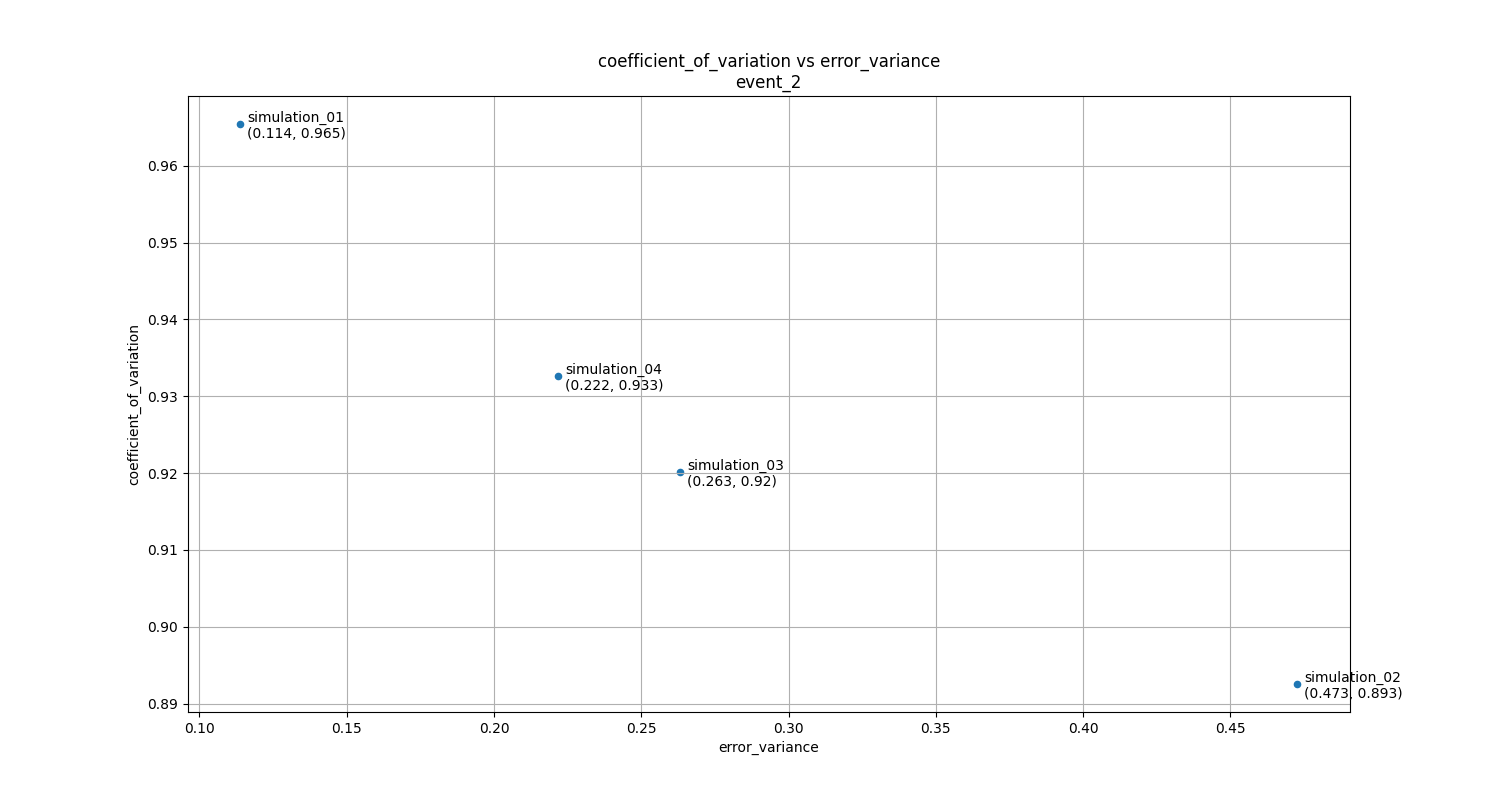 coefficient_of_variation vs error_variance
event_2
simulation_01
(0.114, 0.965)
0.96
0.95
0.94
simulation_04
(0.222, 0.933)
0.93
coefficient_of_variation
simulation_03
(0.263, 0.92)
0.92
0.91
0.90
simulation_02
(0.473, 0.893)
0.89
0.10 0.15 0.20 0.25 0.30 0.35 0.40 0.45
error_variance